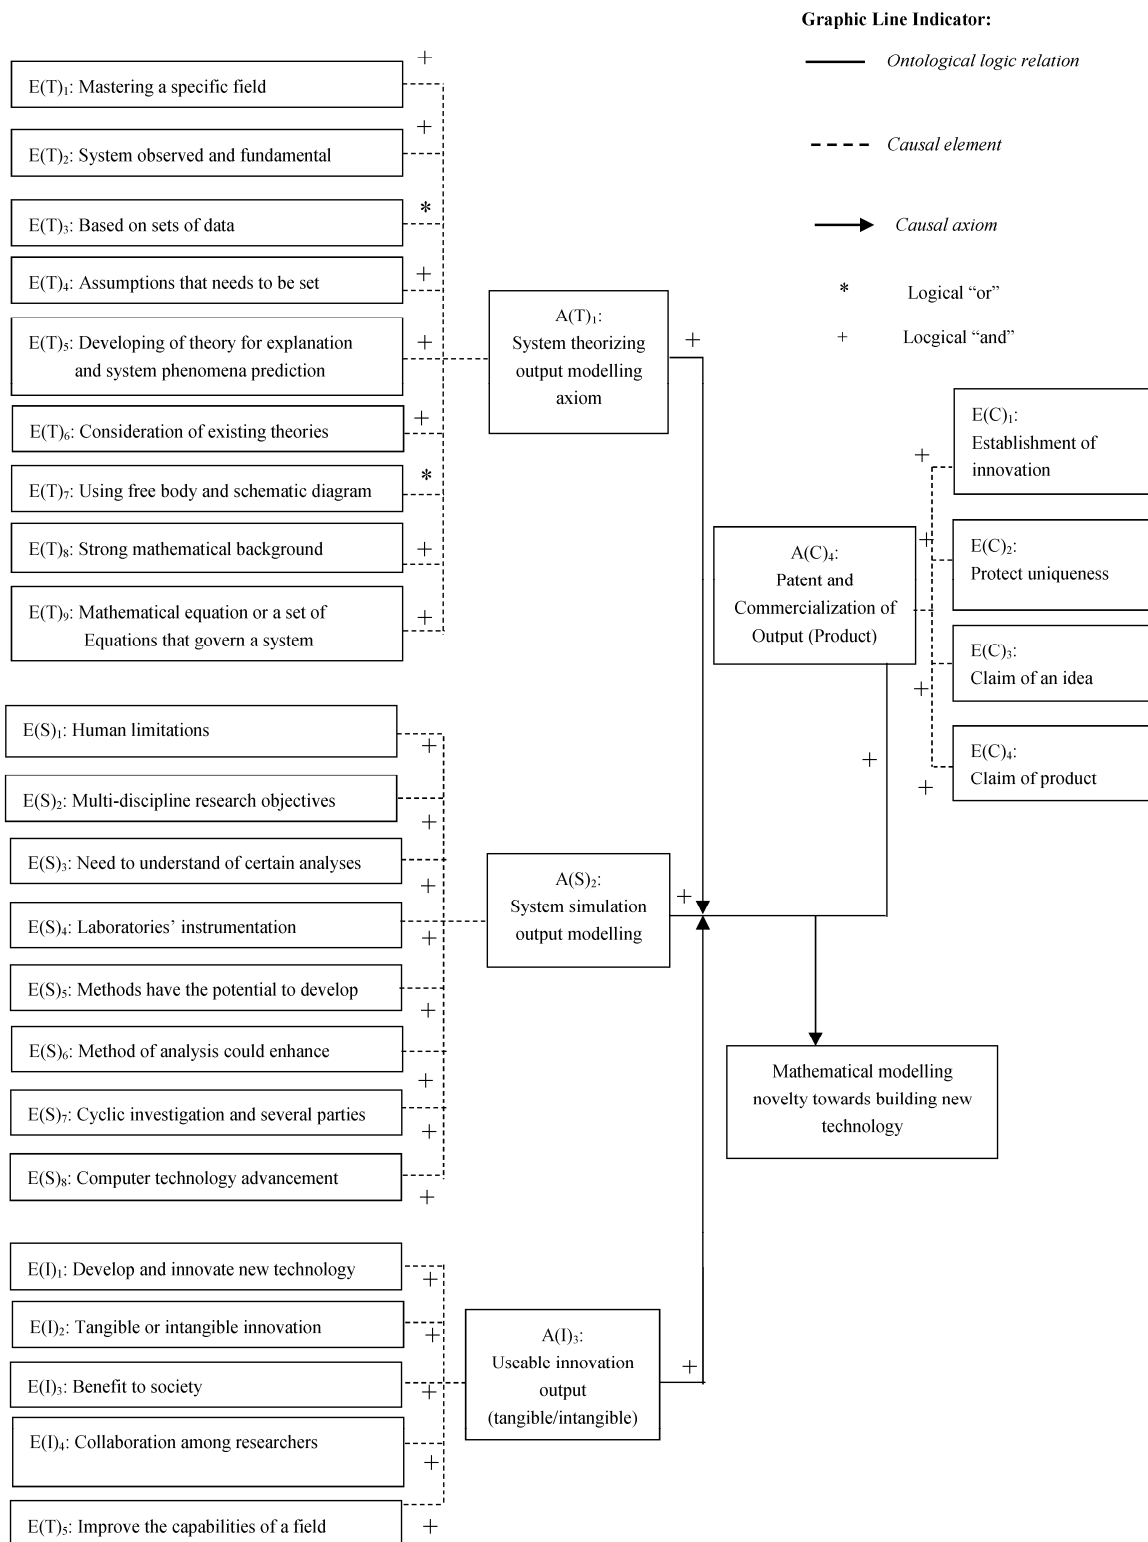 Graphic Line Indicator:
Ontological logic relation
Causal element
Causal axiom
* Logical “or”
+ Locgical “and”
+
E(T)₁: Mastering a specific field
+
E(T)₂: System observed and fundamental
*
E(T)₃: Based on sets of data
+
E(T)₄: Assumptions that needs to be set
+
E(T)₅: Developing of theory for explanation
and system phenomena prediction
+
E(T)₆: Consideration of existing theories
*
E(T)₇: Using free body and schematic diagram
+
E(T)₈: Strong mathematical background
+
E(T)₉: Mathematical equation or a set of
Equations that govern a system
A(T)₁:
System theorizing
output modelling
axiom
+
E(S)₁: Human limitations
+
E(S)₂: Multi-discipline research objectives
+
E(S)₃: Need to understand of certain analyses
+
E(S)₄: Laboratories’ instrumentation
+
E(S)₅: Methods have the potential to develop
+
E(S)₆: Method of analysis could enhance
+
E(S)₇: Cyclic investigation and several parties
+
E(S)₈: Computer technology advancement
+
A(S)₂:
System simulation
output modelling
+
E(I)₁: Develop and innovate new technology
+
E(I)₂: Tangible or intangible innovation
+
E(I)₃: Benefit to society
+
E(I)₄: Collaboration among researchers
+
E(T)₅: Improve the capabilities of a field
+
A(I)₃:
Useable innovation
output
(tangible/intangible)
+
A(C)₄:
Patent and
Commercialization of
Output (Product)
+
E(C)₁:
Establishment of
innovation
+
E(C)₂:
Protect uniqueness
+
E(C)₃:
Claim of an idea
+
E(C)₄:
Claim of product
+
Mathematical modelling
novelty towards building new
technology